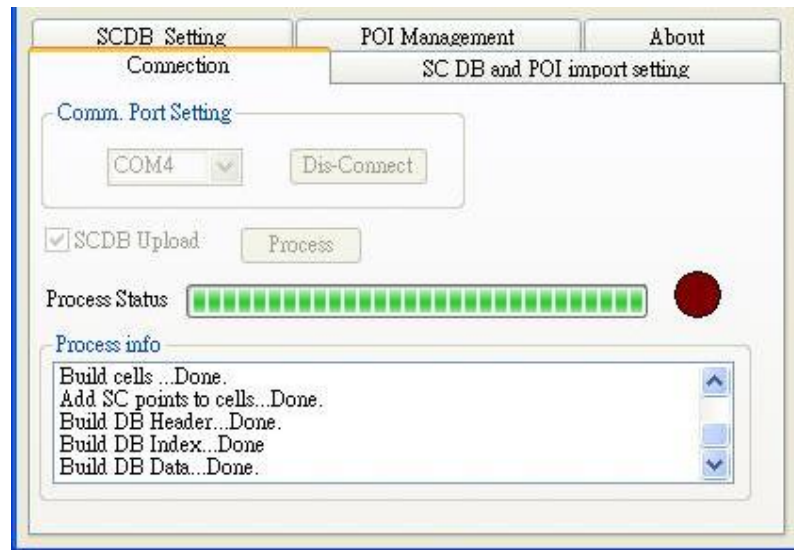 SCDB Setting POI Management About
Connection SC DB and POI import setting
Comm. Port Setting
COM4 Dis-Connect
SCDB Upload Process
Process Status
Process info
Build cells ...Done.
Add SC points to cells...Done.
Build DB Header...Done.
Build DB Index...Done
Build DB Data...Done.